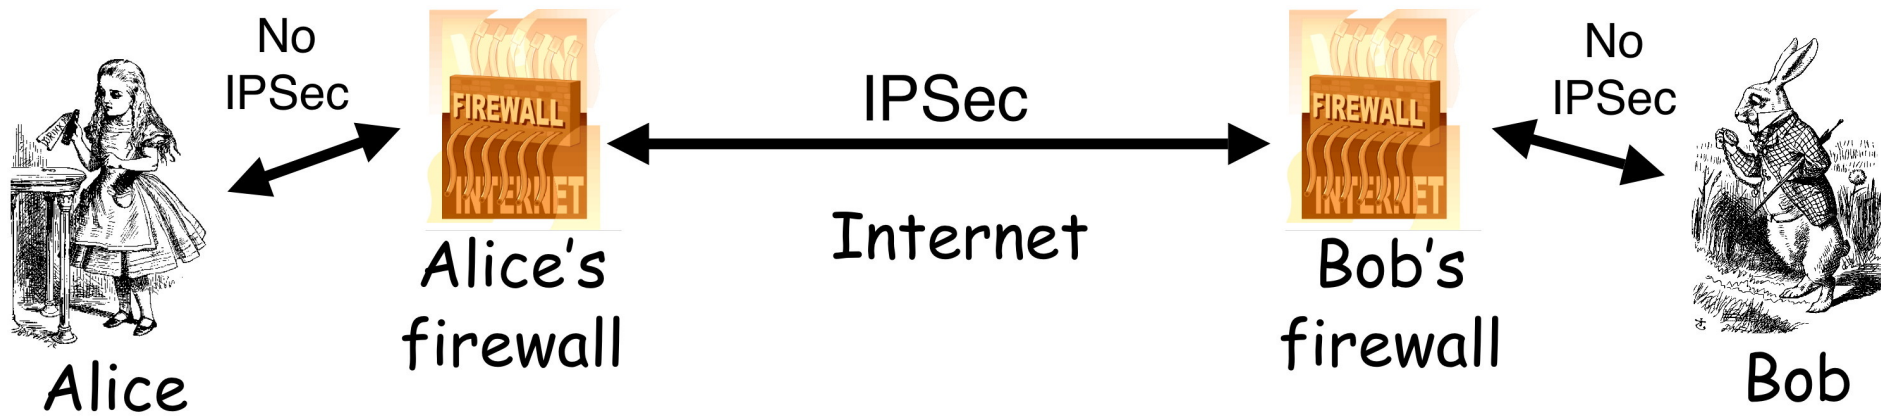 No
IPSec
FIREWALL
INTERNET
Alice's
firewall
Alice
IPSec
Internet
FIREWALL
INTERNET
Bob's
firewall
No
IPSec
Bob